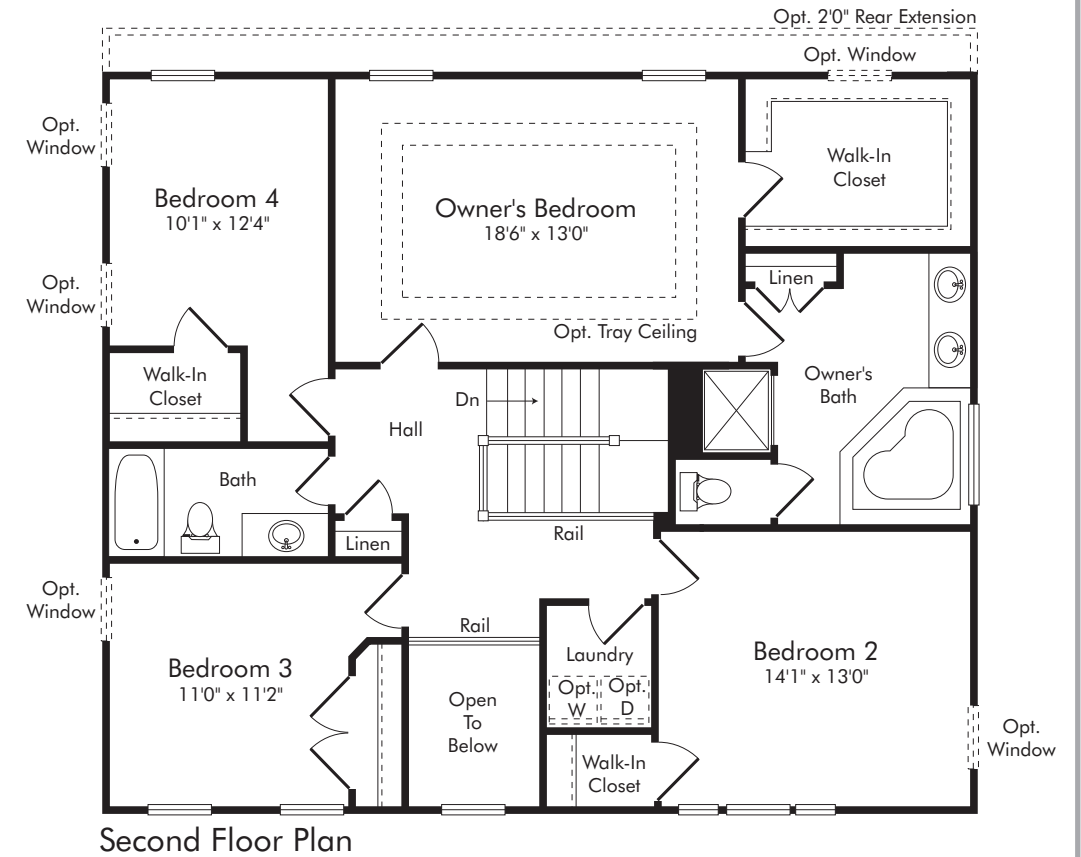 Opt. 2'0" Rear Extension
Opt. Window
Opt.
Window
Bedroom 4
10'1" x 12'4"
Owner's Bedroom
18'6" x 13'0"
Walk-In
Closet
Opt.
Window
Linen
Opt. Tray Ceiling
Walk-In
Closet
Dn
Hall
Owner's
Bath
Bath
Linen
Rail
Opt.
Window
Rail
Bedroom 3
11'0" x 11'2"
Laundry
Opt.
W
Opt.
D
Bedroom 2
14'1" x 13'0"
Open
To
Below
Opt.
Window
Walk-In
Closet
Second Floor Plan